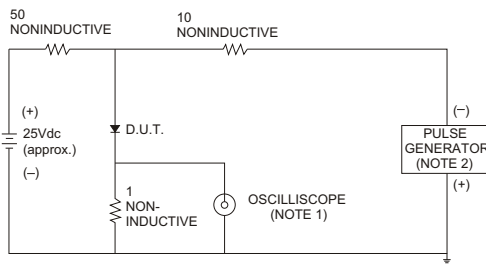 50
NONINDUCTIVE
10
NONINDUCTIVE
(+)
25Vdc
(approx.)
(–)
D.U.T.
1
NON-
INDUCTIVE
OSCILLISCOPE
(NOTE 1)
(–)
PULSE
GENERATOR
(NOTE 2)
(+)